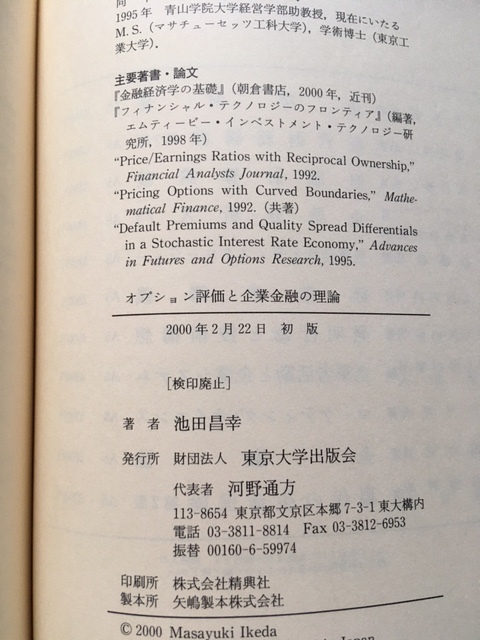 1995年 青山学院大学経営学部助教授，現在にいたる
M.S.（マサチューセッツ工科大学），学術博士（東京工
業大学）．
主要著書・論文
『金融経済学の基礎』（朝倉書店，2000年，近刊）
『フィナンシャル・テクノロジーのフロンティア』（編著，
エムティービー・インベストメント・テクノロジー研
究所，1998年）
“Price/Earnings Ratios with Reciprocal Ownership,”
Financial Analysts Journal, 1992.
“Pricing Options with Curved Boundaries,” Mathe-
matical Finance, 1992.（共著）
“Default Premiums and Quality Spread Differentials
in a Stochastic Interest Rate Economy,” Advances
in Futures and Options Research, 1995.
オプション評価と企業金融の理論
2000年2月22日 初 版
［検印廃止］
著 者 池田昌幸
発行所 財団法人 東京大学出版会
代表者 河野通方
113-8654 東京都文京区本郷 7-3-1 東大構内
電話 03-3811-8814 Fax 03-3812-6953
振替 00160-6-59974
印刷所 株式会社精興社
製本所 矢嶋製本株式会社
© 2000 Masayuki Ikeda